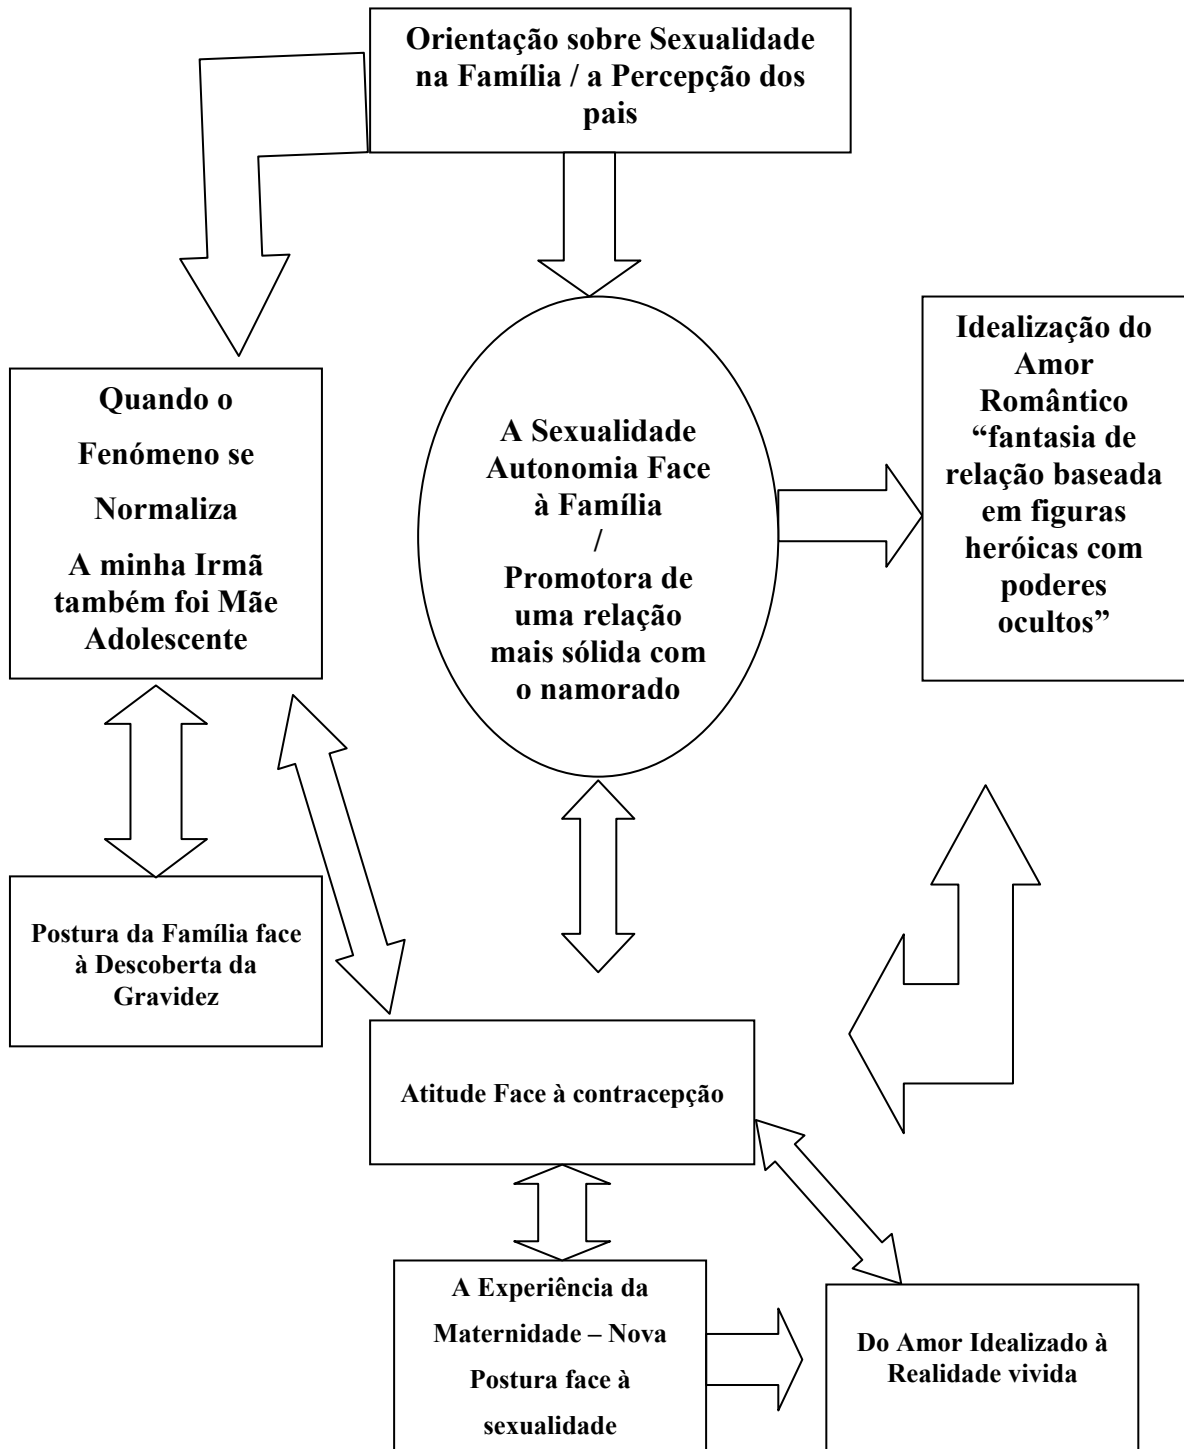 Orientação sobre Sexualidade
na Família / a Percepção dos
pais
Quando o
Fenómeno se
Normaliza
A minha Irmã
também foi Mãe
Adolescente
A Sexualidade
Autonomia Face
à Família
/
Promotora de
uma relação
mais sólida com
o namorado
Idealização do
Amor
Romântico
“fantasia de
relação baseada
em figuras
heróicas com
poderes
ocultos”
Postura da Família face
à Descoberta da
Gravidez
Atitude Face à contracepção
A Experiência da
Maternidade – Nova
Postura face à
sexualidade
Do Amor Idealizado à
Realidade vivida